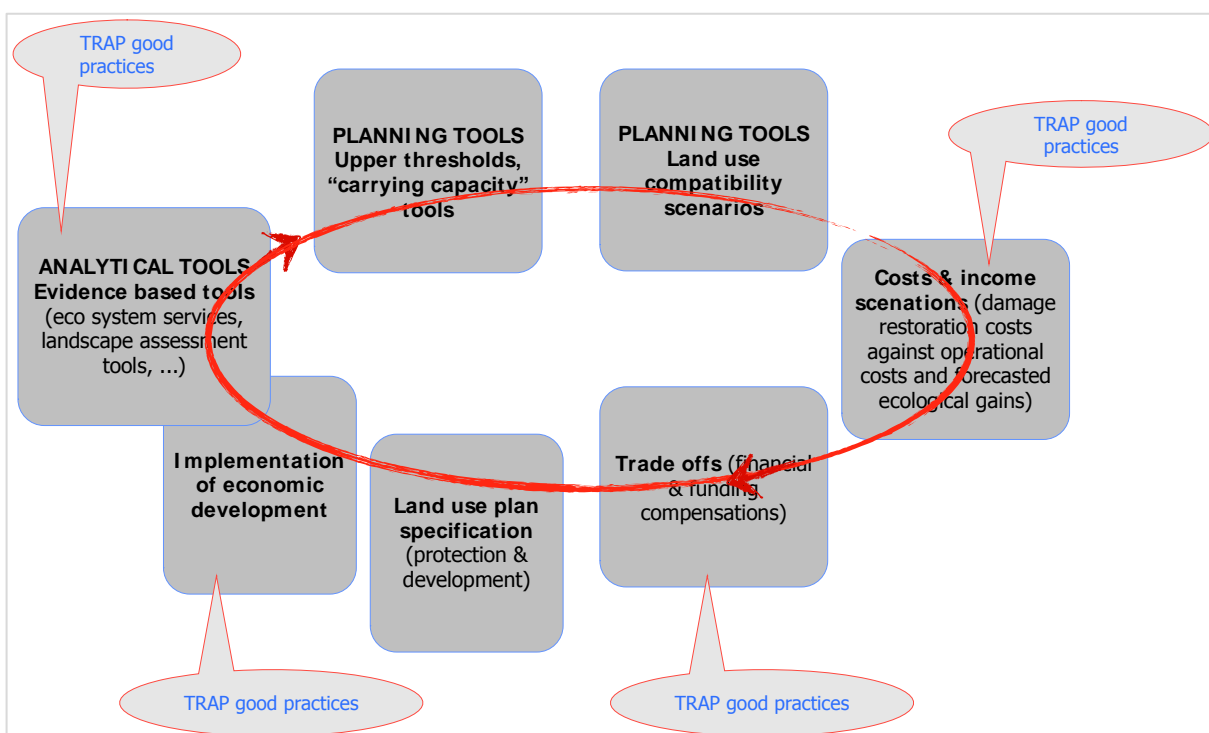 TRAP good
practices
PLANNING TOOLS
Upper thresholds,
“carrying capacity”
tools
PLANNING TOOLS
Land use
compatibility
scenarios
TRAP good
practices
ANALYTICAL TOOLS
Evidence based tools
(eco system services,
landscape assessment
tools, ...)
Costs & income
scenations (damage
restoration costs
against operational
costs and forecasted
ecological gains)
Implementation
of economic
development
Land use plan
specification
(protection &
development)
Trade offs (financial
& funding
compensations)
TRAP good practices
TRAP good practices